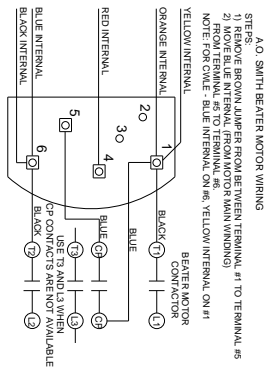 A.O. SMITH BEATER MOTOR WIRING
STEPS:
1) REMOVE BROWN JUMPER FROM BETWEEN TERMINAL #1 TO TERMINAL #5
2) MOVE BLUE INTERNAL (FROM MOTOR MAIN WINDING)
FROM TERMINAL #5 TO TERMINAL #6.
NOTE: FOR CWLE - BLUE INTERNAL ON #6, YELLOW INTERNAL ON #1
YELLOW INTERNAL
ORANGE INTERNAL
RED INTERNAL
BLUE INTERNAL
BLACK INTERNAL
1
2
3
4
5
6
BEATER MOTOR
CONTACTOR
BLACK
T1
L1
BLUE
BLUE
CP
CP
T3
L3
USE T3 AND L3 WHEN
CP CONTACTS ARE NOT AVAILABLE
BLACK
T2
L2